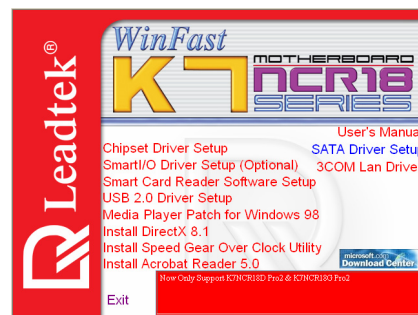 Leadtek®
WinFast
K7
MOTHERBOARD
NCR18
SERIES
User's Manua
Chipset Driver Setup
SATA Driver Setu
SmartI/O Driver Setup (Optional)
3COM Lan Drive
Smart Card Reader Software Setup
USB 2.0 Driver Setup
Media Player Patch for Windows 98
Install DirectX 8.1
Install Speed Gear Over Clock Utility
Install Acrobat Reader 5.0
microsoft.com
Download Center
Now Only Support K7NCR18D Pro2 & K7NCR18G Pro2
Exit